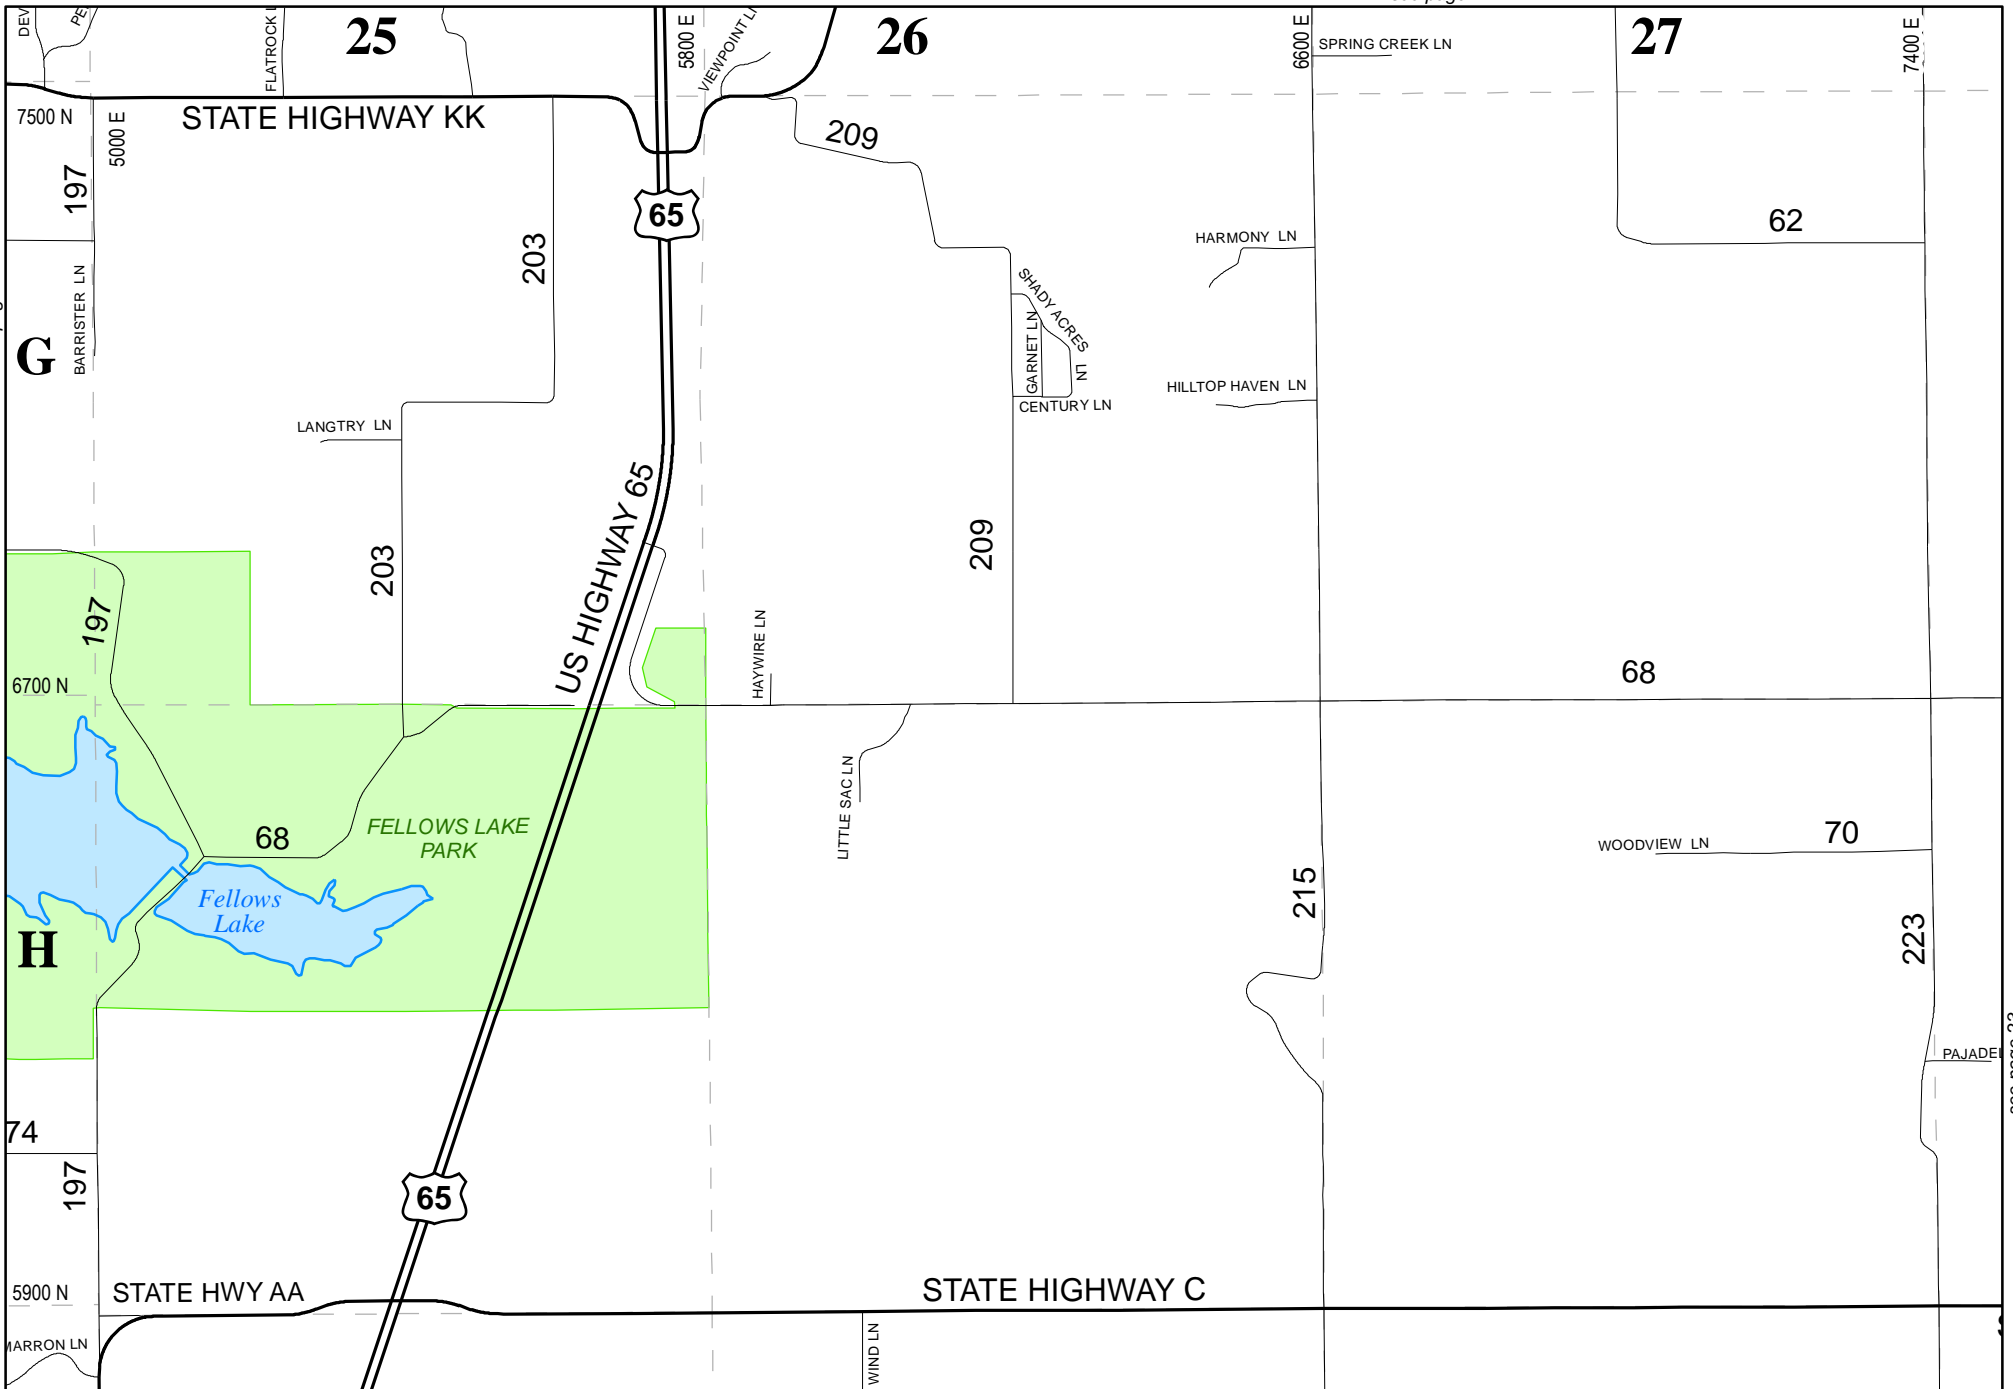 25
26
27
5800 E
6600 E
7400 E
FLATROCK
VIEWPOINT LN
SPRING CREEK LN
7500 N
5000 E
STATE HIGHWAY KK
209
197
65
203
62
HARMONY LN
BARRISTER LN
G
SHADY ACRES LN
GARNET LN
CENTURY LN
HILLTOP HAVEN LN
LANGTRY LN
US HIGHWAY 65
209
203
197
HAYWIRE LN
6700 N
68
LITTLE SAC LN
68
FELLOWS LAKE
PARK
WOODVIEW LN
70
Fellows
Lake
215
223
H
PAJADE
74
197
65
5900 N
STATE HWY AA
STATE HIGHWAY C
MARRON LN
WIND LN